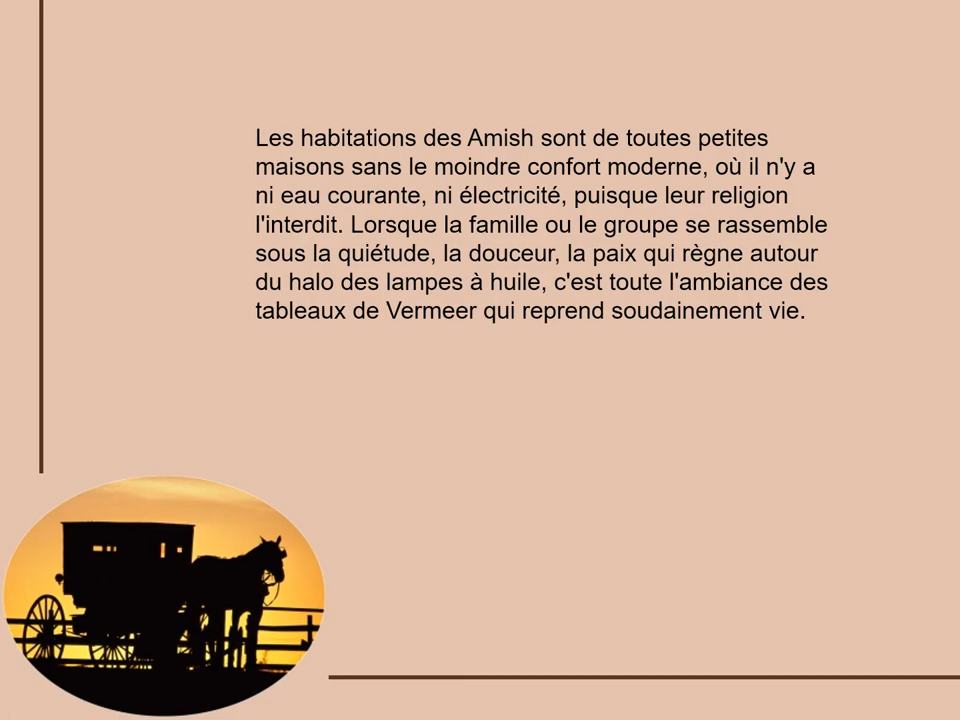 Les habitations des Amish sont de toutes petites
maisons sans le moindre confort moderne, où il n'y a
ni eau courante, ni électricité, puisque leur religion
l'interdit. Lorsque la famille ou le groupe se rassemble
sous la quiétude, la douceur, la paix qui règne autour
du halo des lampes à huile, c'est toute l'ambiance des
tableaux de Vermeer qui reprend soudainement vie.